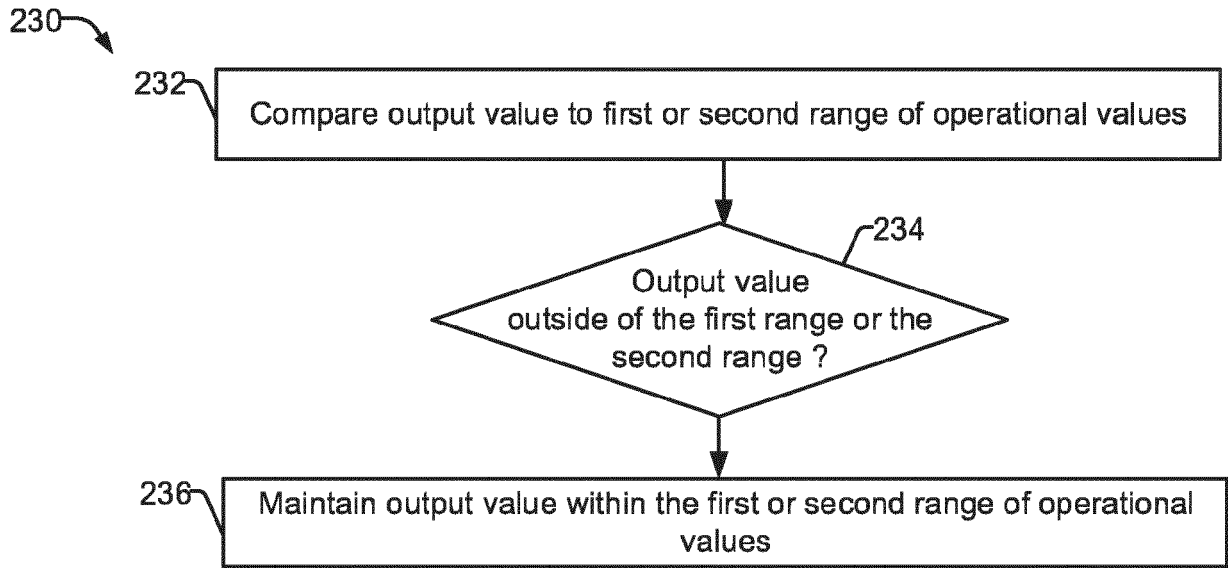 230
232
Compare output value to first or second range of operational values
234
Output value
outside of the first range or the
second range ?
236
Maintain output value within the first or second range of operational
values